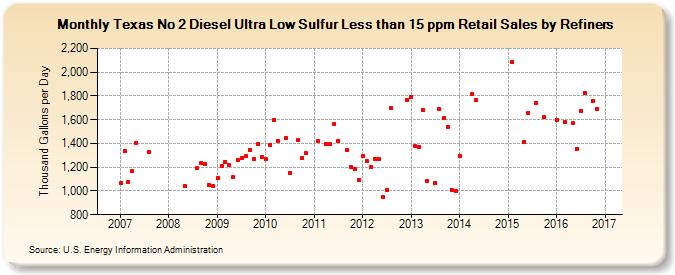 Monthly Texas No 2 Diesel Ultra Low Sulfur Less than 15 ppm Retail Sales by Refiners
Thousand Gallons per Day
2,200
2,000
1,800
1,600
1,400
1,200
1,000
800
2007 2008 2009 2010 2011 2012 2013 2014 2015 2016 2017
Source: U.S. Energy Information Administration